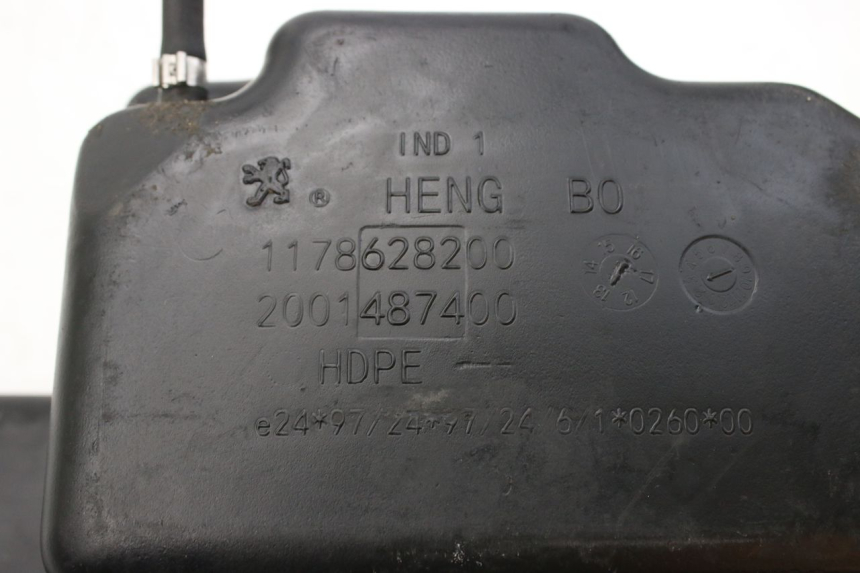 IND 1
® HENG BO
1178628200
2001487400
HDPE ---
e24*97/24*97/24 6/1*0260*00